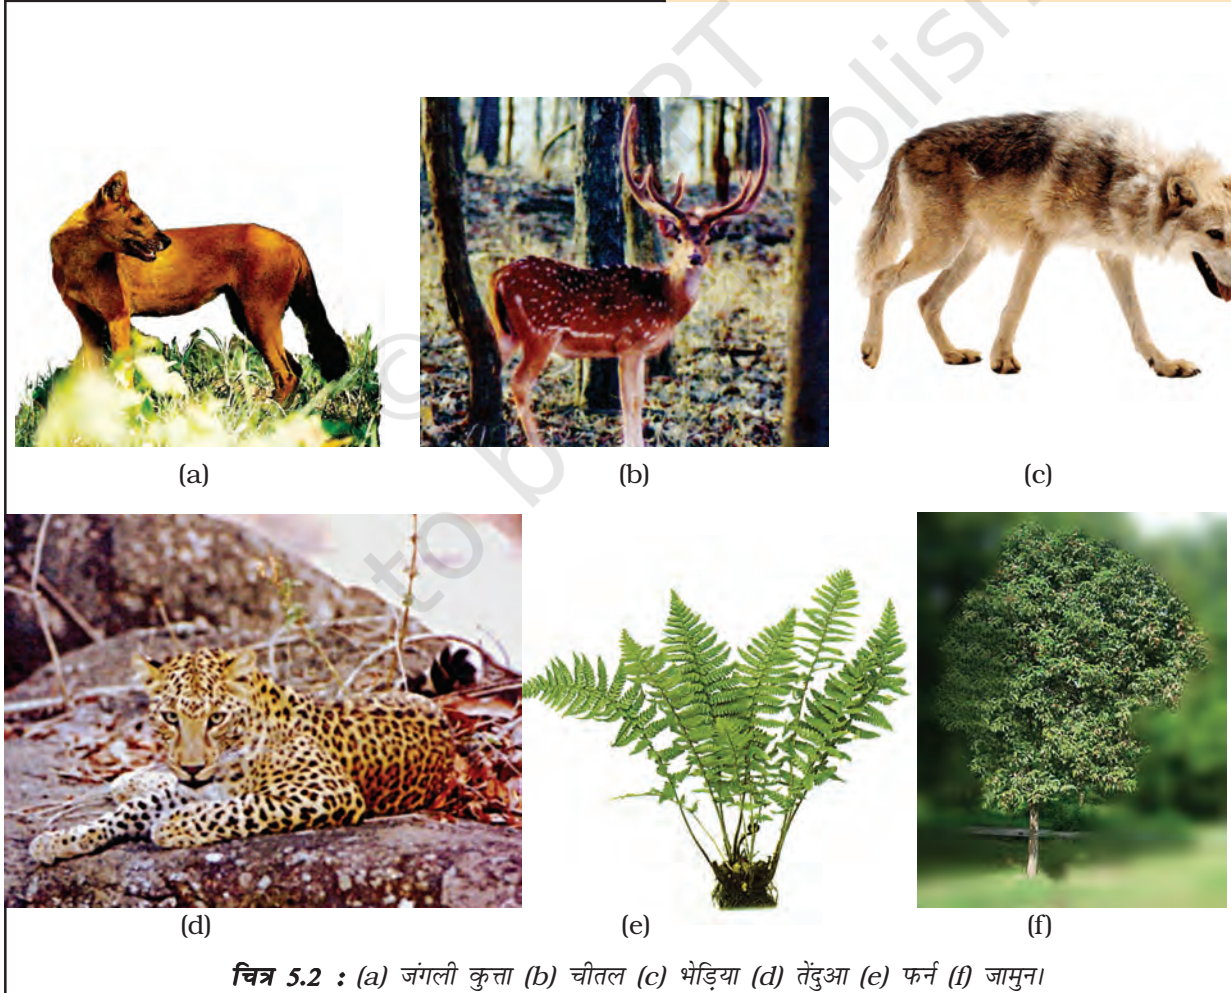 (a)
(b)
(c)
(d)
(e)
(f)
चित्र 5.2 : (a) जंगली कुत्ता (b) चीतल (c) भेड़िया (d) तेंदुआ (e) फर्न (f) जामुन।